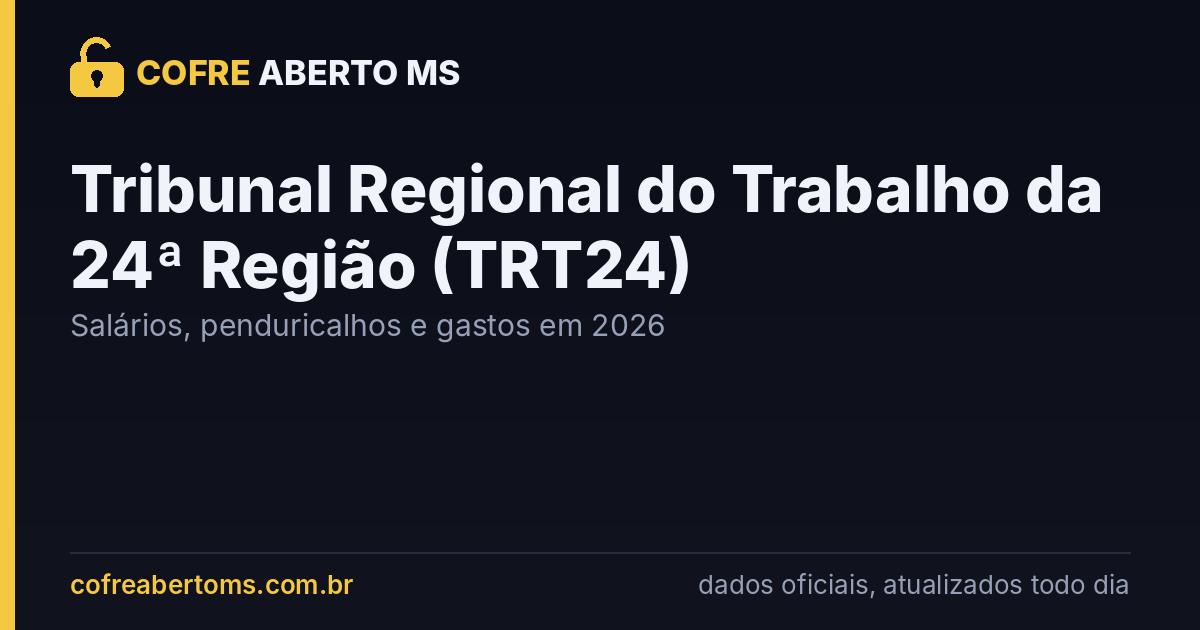 COFRE ABERTO MS
Tribunal Regional do Trabalho da
24ª Região (TRT24)
Salários, penduricalhos e gastos em 2026
cofreabertoms.com.br
dados oficiais, atualizados todo dia